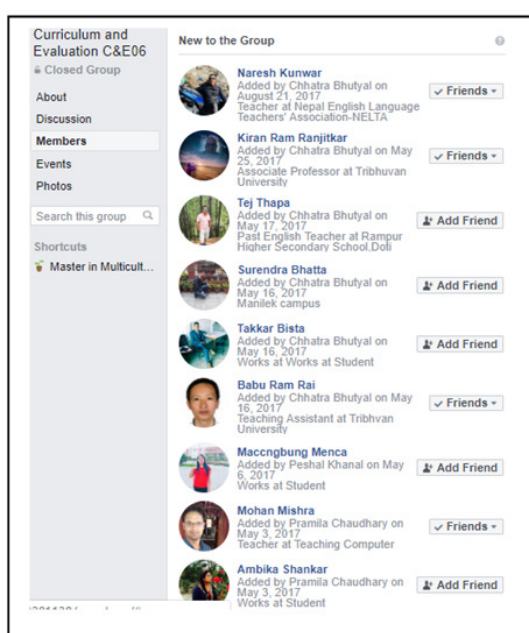 Curriculum and
Evaluation C&E06
Closed Group
About
Discussion
Members
Events
Photos
Search this group
Shortcuts
Master in Multicult...
New to the Group
Naresh Kunwar
Added by Chhatra Bhutyal on
August 21, 2017
Teacher at Nepal English Language
Teachers' Association-NELTA
Friends
Kiran Ram Ranjitkar
Added by Chhatra Bhutyal on May
25, 2017
Associate Professor at Tribhuvan
University
Friends
Tej Thapa
Added by Chhatra Bhutyal on
May 17, 2017
Past English Teacher at Rampur
Higher Secondary School,Doti
Add Friend
Surendra Bhatta
Added by Chhatra Bhutyal on
May 16, 2017
Manilek campus
Add Friend
Takkar Bista
Added by Chhatra Bhutyal on
May 16, 2017
Works at Works at Student
Add Friend
Babu Ram Rai
Added by Chhatra Bhutyal on May
16, 2017
Teaching Assistant at Tribhvan
University
Friends
Maccngbung Menca
Added by Peshal Khanal on May
6, 2017
Works at Student
Add Friend
Mohan Mishra
Added by Pramila Chaudhary on
May 3, 2017
Teacher at Teaching Computer
Friends
Ambika Shankar
Added by Pramila Chaudhary on
May 3, 2017
Works at Student
Add Friend